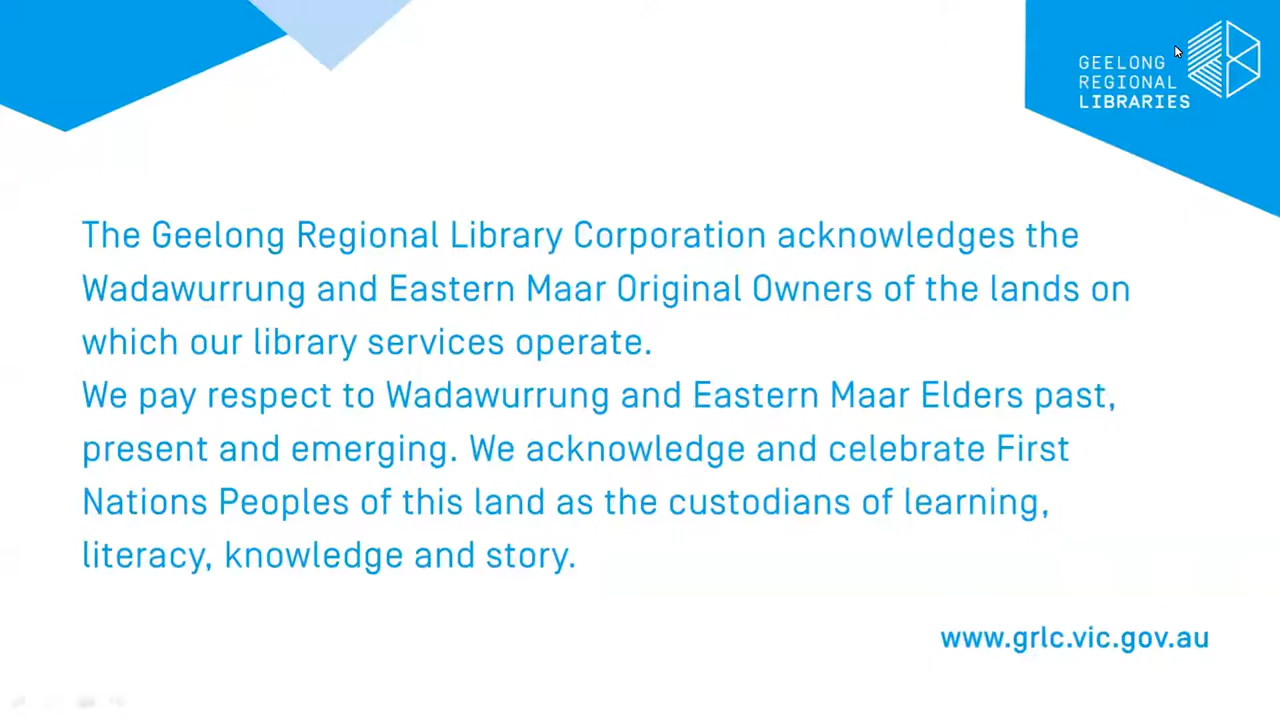 GEELONG
REGIONAL
LIBRARIES
The Geelong Regional Library Corporation acknowledges the
Wadawurrung and Eastern Maar Original Owners of the lands on
which our library services operate.
We pay respect to Wadawurrung and Eastern Maar Elders past,
present and emerging. We acknowledge and celebrate First
Nations Peoples of this land as the custodians of learning,
literacy, knowledge and story.
www.grlc.vic.gov.au